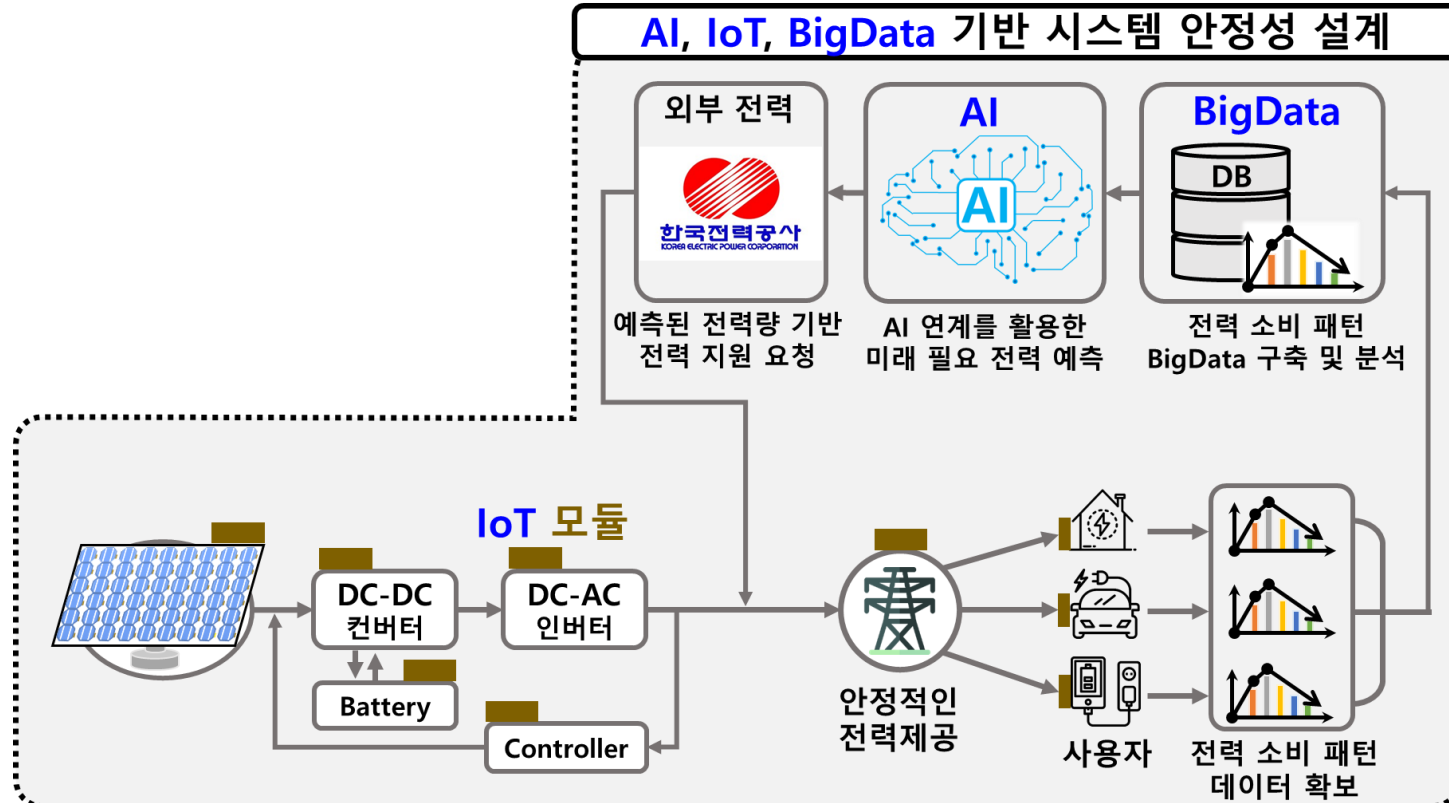 AI, IoT, BigData 기반 시스템 안정성 설계
외부 전력
한국전력공사
KOREA ELECTRIC POWER CORPORATION
예측된 전력량 기반
전력 지원 요청
AI
AI
AI 연계를 활용한
미래 필요 전력 예측
BigData
DB
전력 소비 패턴
BigData 구축 및 분석
IoT 모듈
DC-DC
컨버터
DC-AC
인버터
Battery
Controller
안정적인
전력제공
사용자
전력 소비 패턴
데이터 확보